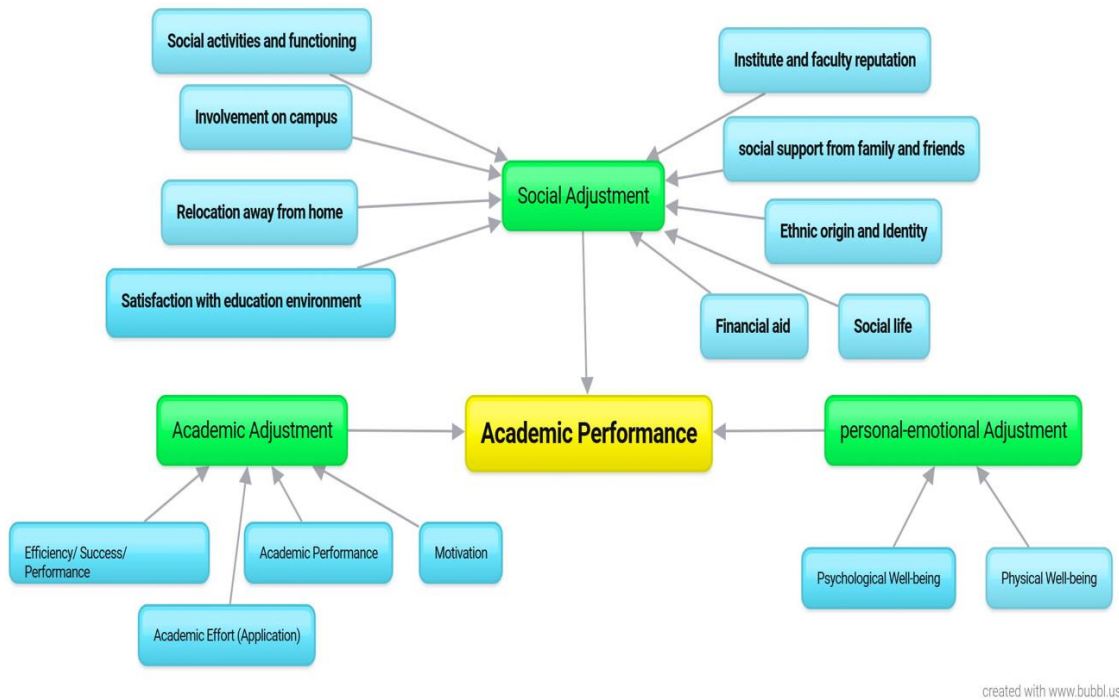 Social activities and functioning
Institute and faculty reputation
Involvement on campus
social support from family and friends
Social Adjustment
Relocation away from home
Ethnic origin and Identity
Satisfaction with education environment
Financial aid
Social life
Academic Adjustment
Academic Performance
personal-emotional Adjustment
Efficiency/ Success/
Performance
Academic Performance
Motivation
Psychological Well-being
Physical Well-being
Academic Effort (Application)
created with www.bubbl.us